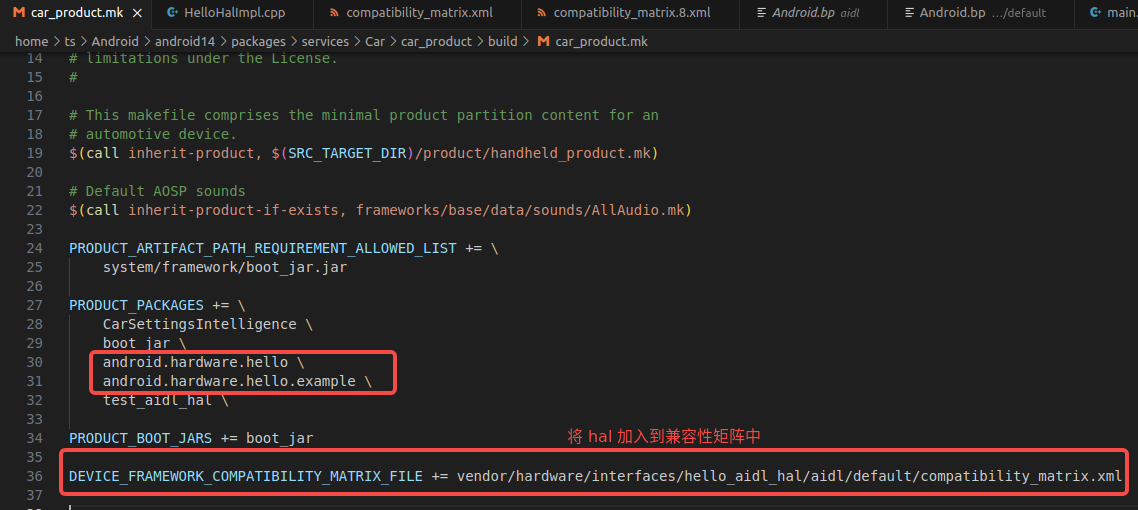 car_product.mk HelloHalImpl.cpp compatibility_matrix.xml compatibility_matrix.8.xml Android.bp aidl Android.bp .../default main.
home > ts > Android > android14 > packages > services > Car > car_product > build > car_product.mk
14 # limitations under the License.
15 #
16
17 # This makefile comprises the minimal product partition content for an
18 # automotive device.
19 $(call inherit-product, $(SRC_TARGET_DIR)/product/handheld_product.mk)
20
21 # Default AOSP sounds
22 $(call inherit-product-if-exists, frameworks/base/data/sounds/AllAudio.mk)
23
24 PRODUCT_ARTIFACT_PATH_REQUIREMENT_ALLOWED_LIST += \
25 system/framework/boot_jar.jar
26
27 PRODUCT_PACKAGES += \
28 CarSettingsIntelligence \
29 boot_jar \
30 android.hardware.hello \
31 android.hardware.hello.example \
32 test_aidl_hal \
33
34 PRODUCT_BOOT_JARS += boot_jar
将 hal 加入到兼容性矩阵中
35
36 DEVICE_FRAMEWORK_COMPATIBILITY_MATRIX_FILE += vendor/hardware/interfaces/hello_aidl_hal/aidl/default/compatibility_matrix.xml
37